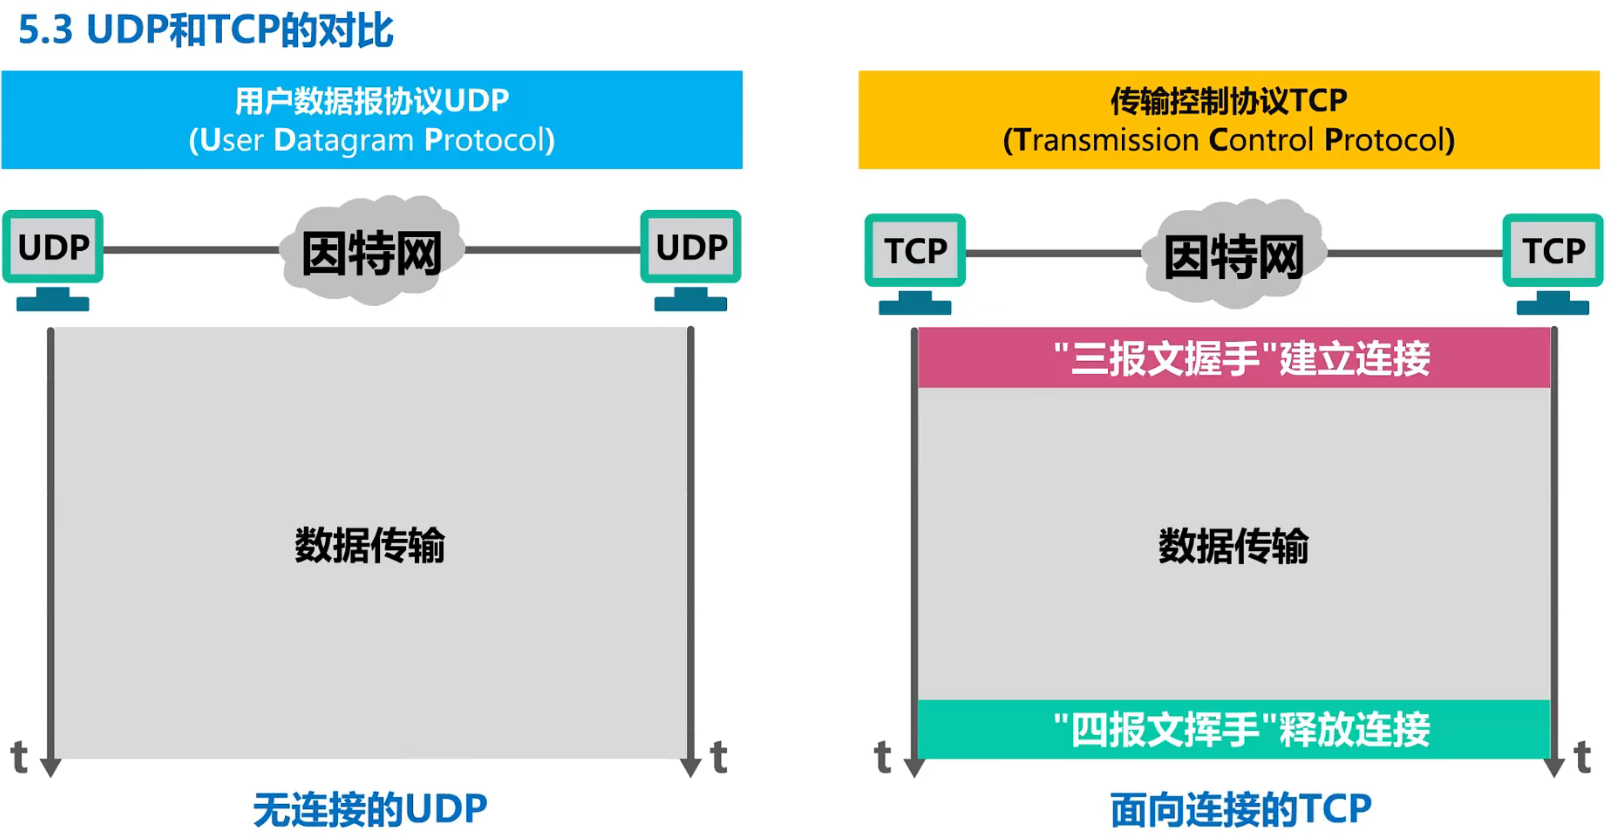 5.3 UDP和TCP的对比
用户数据报协议UDP
(User Datagram Protocol)
UDP
因特网
UDP
数据传输
t
t
无连接的UDP
传输控制协议TCP
(Transmission Control Protocol)
TCP
因特网
TCP
"三报文握手"建立连接
数据传输
"四报文挥手"释放连接
t
t
面向连接的TCP